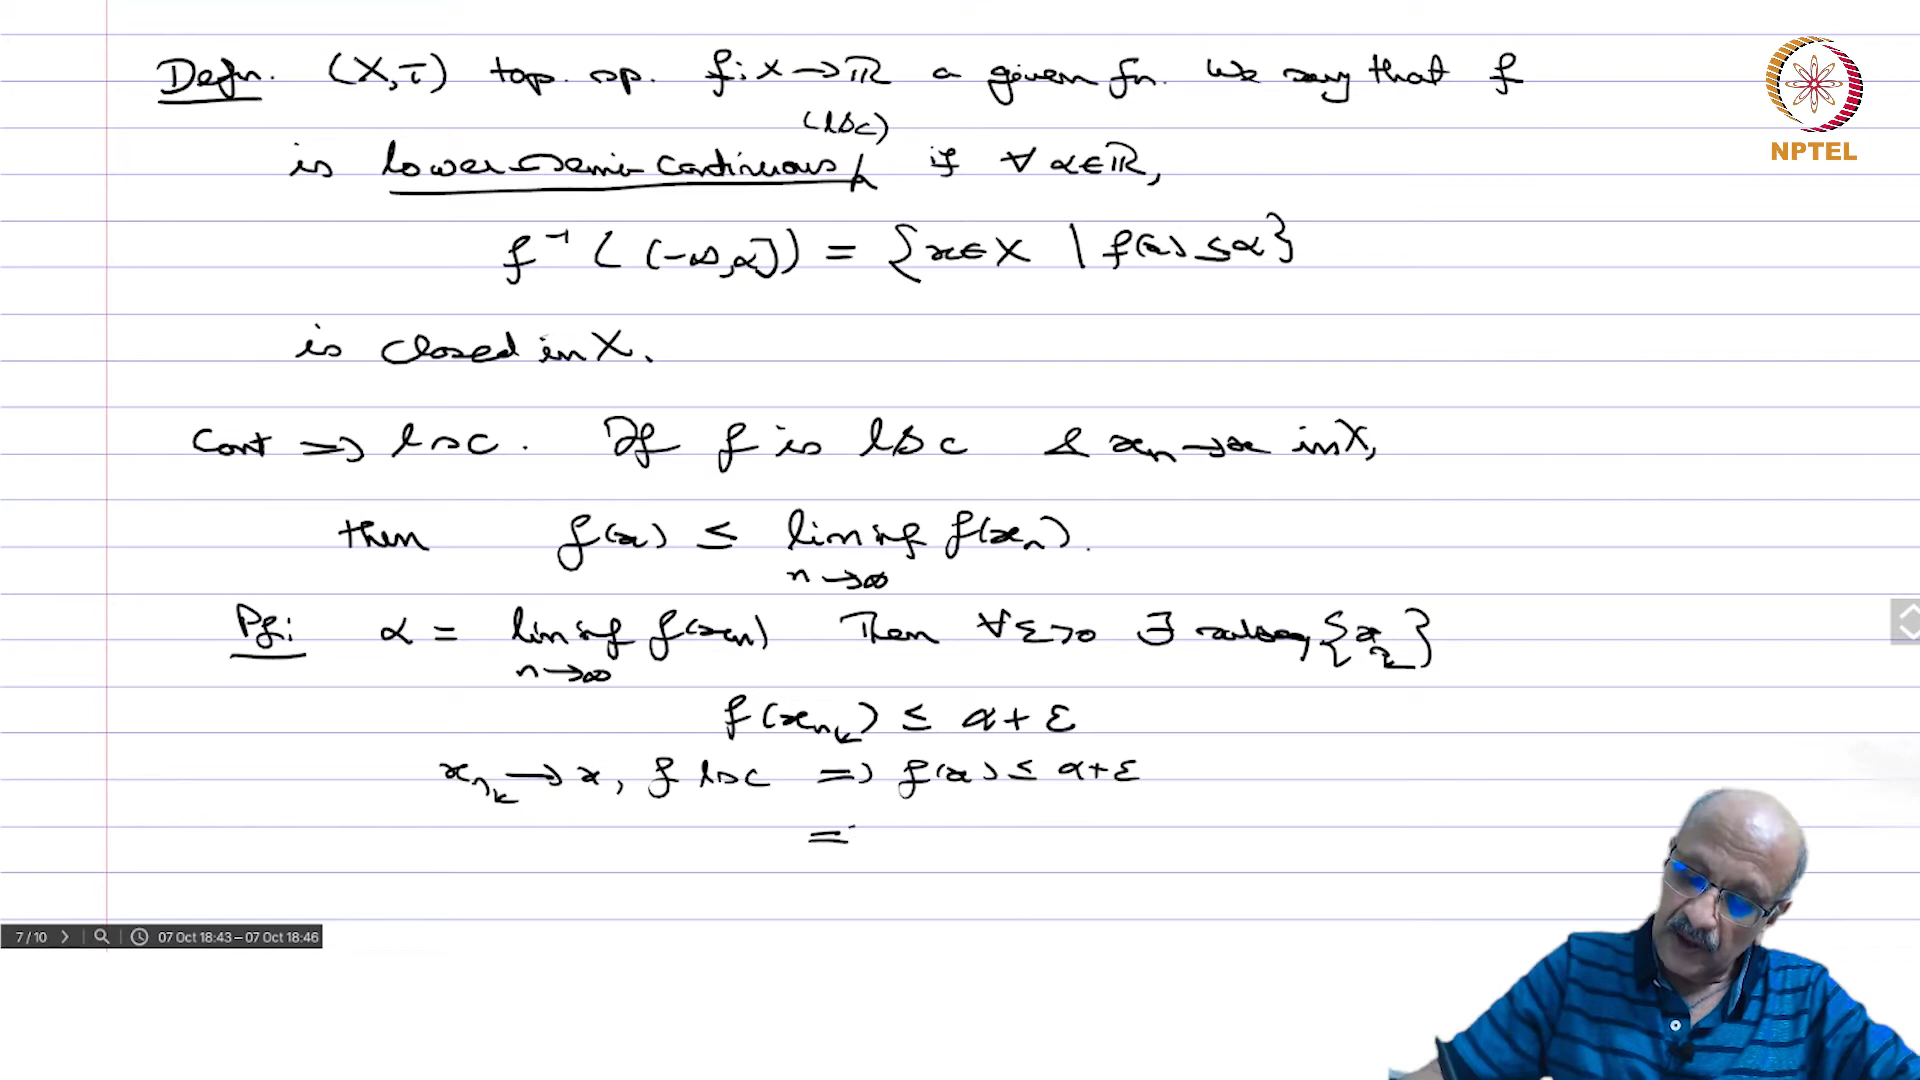 Defn. (X,τ) top. sp. f: X→ℝ a given fn. We say that f
(lsc)
is lower-semi-continuous if ∀ α∈ℝ,
f⁻¹((-∞,α]) = {x∈X | f(x)≤α}
is closed in X.
Cont ⇒ lsc. If f is lsc & xₙ→x in X,
then f(x) ≤ lim inf f(xₙ).
n→∞
Pf: α = lim inf f(xₙ) Then ∀ε>0 ∃ subseq {x_{n_k}}
n→∞
f(x_{n_k}) ≤ α+ε
x_{n_k}→x, f lsc ⇒ f(x) ≤ α+ε
=
NPTEL
7/10 > 07 Oct 18:43 – 07 Oct 18:46